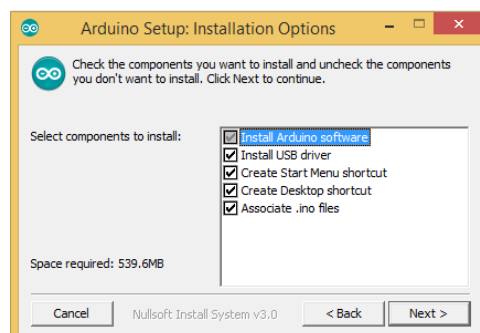 Arduino Setup: Installation Options
Check the components you want to install and uncheck the components
you don't want to install. Click Next to continue.
Select components to install:
Install Arduino software
Install USB driver
Create Start Menu shortcut
Create Desktop shortcut
Associate .ino files
Space required: 539.6MB
Cancel
Nullsoft Install System v3.0
< Back
Next >